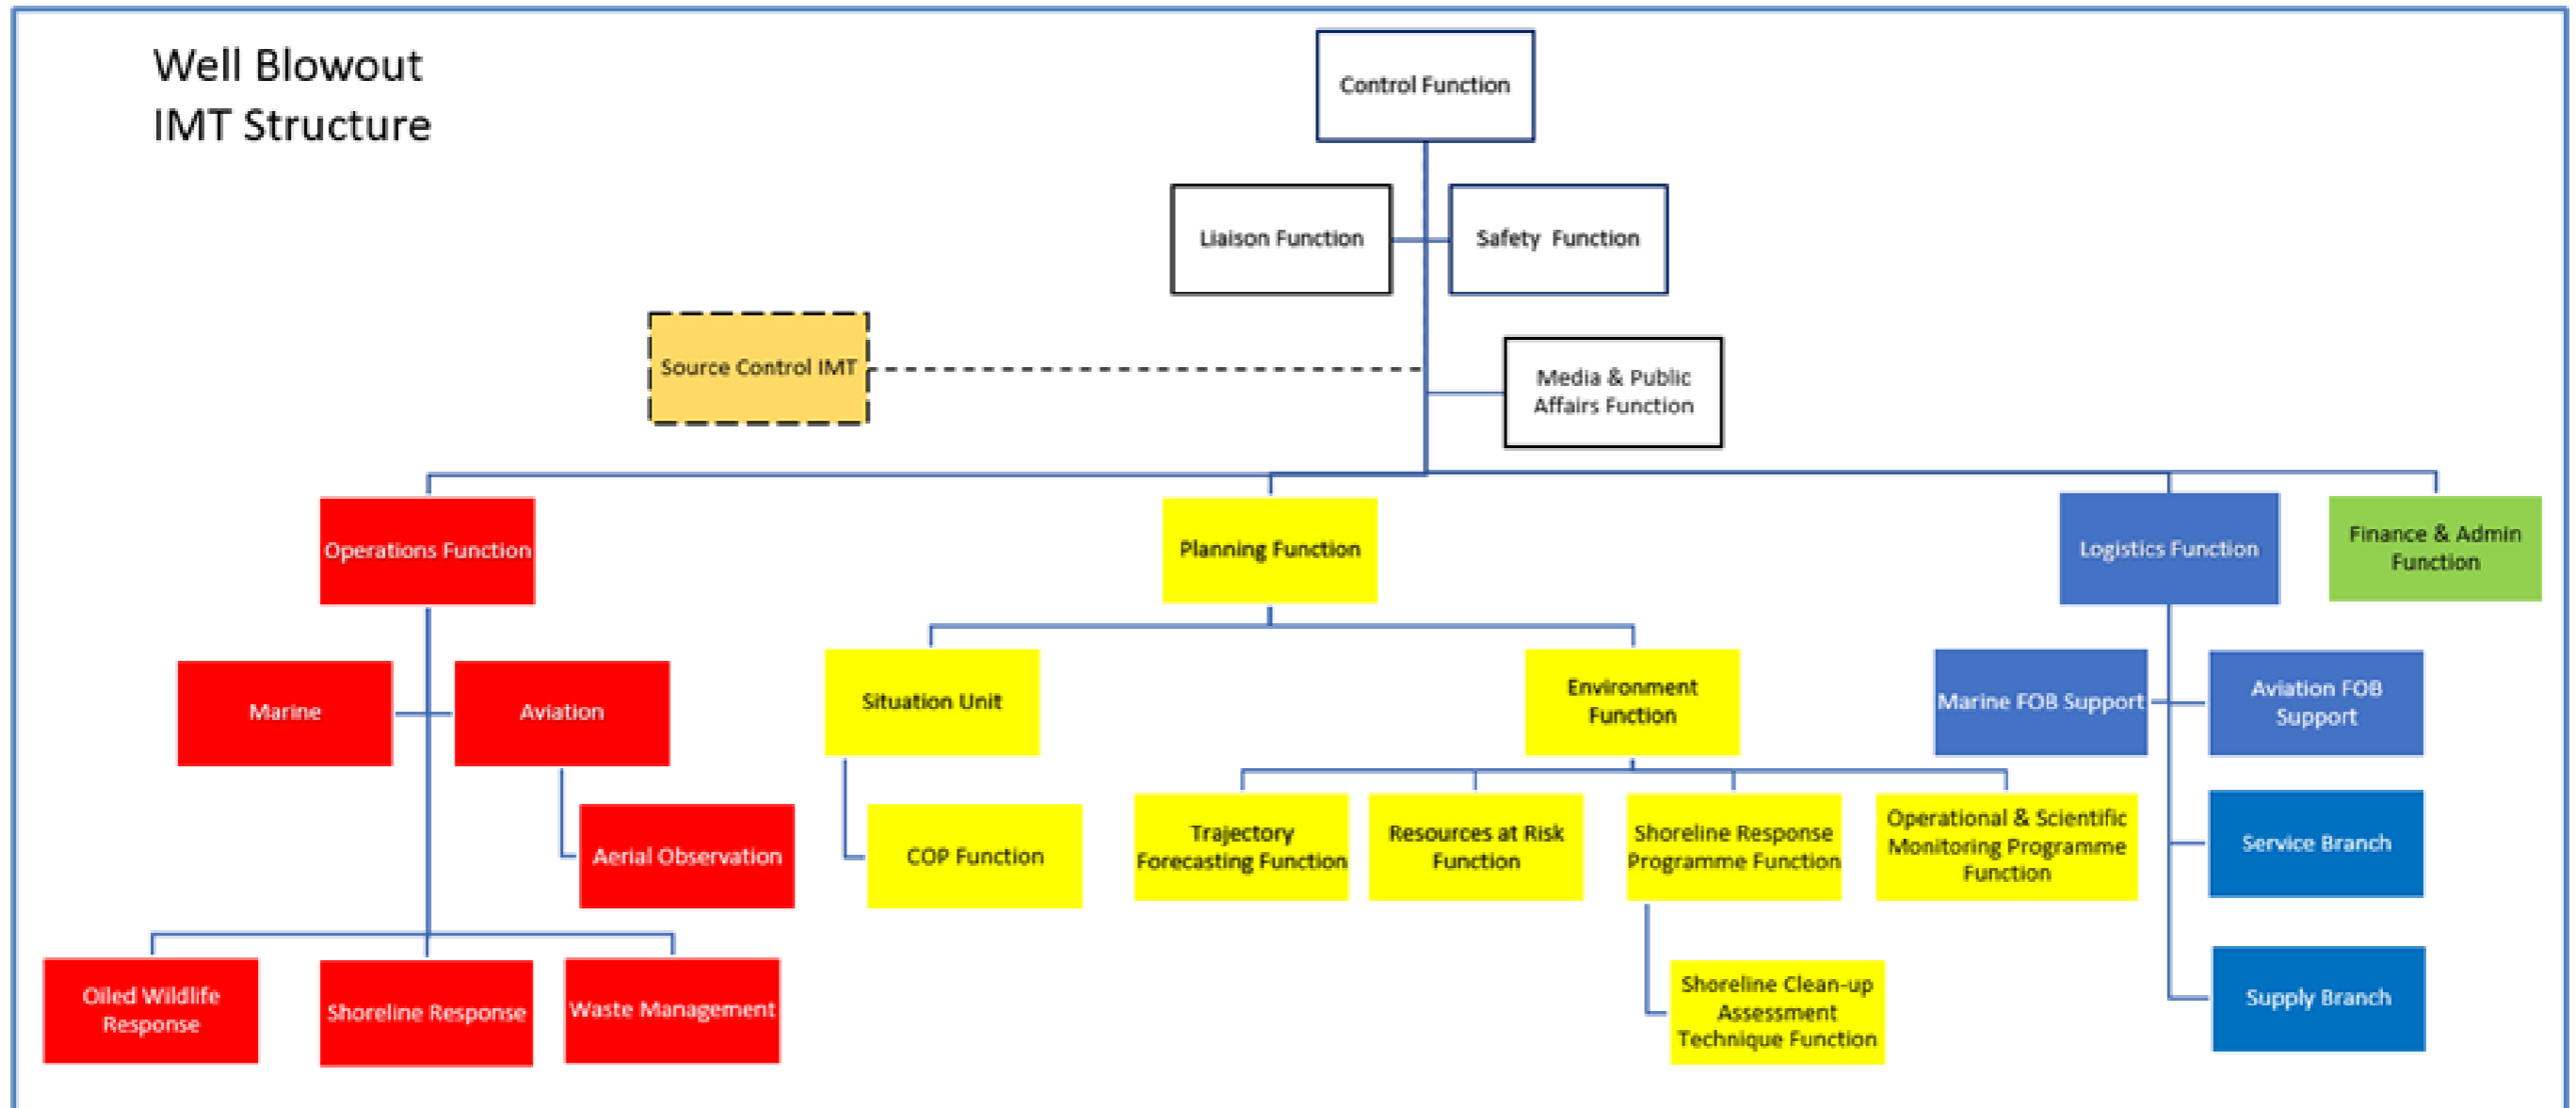 Well Blowout
IMT Structure
Control Function
Liaison Function
Safety Function
Source Control IMT
Media & Public
Affairs Function
Operations Function
Planning Function
Logistics Function
Finance & Admin
Function
Marine
Aviation
Situation Unit
Environment
Function
Marine FOB Support
Aviation FOB
Support
Aerial Observation
COP Function
Trajectory
Forecasting Function
Resources at Risk
Function
Shoreline Response
Programme Function
Operational & Scientific
Monitoring Programme
Function
Service Branch
Oiled Wildlife
Response
Shoreline Response
Waste Management
Shoreline Clean-up
Assessment
Technique Function
Supply Branch